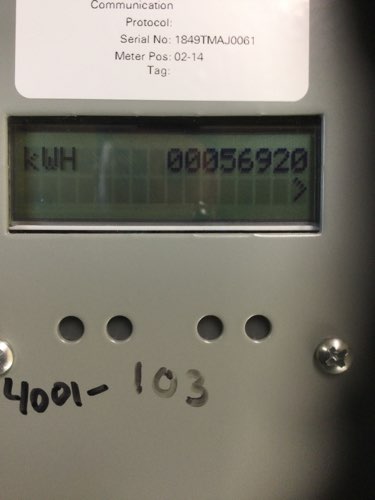 Communication
Protocol:
Serial No: 1849TMAJ0061
Meter Pos: 02-14
Tag:
kWH 00056920
>
4001-103